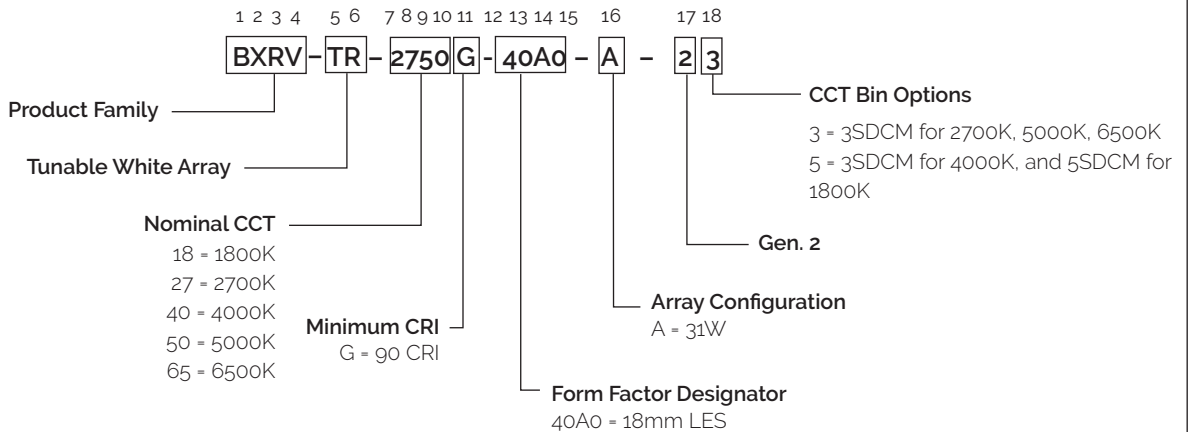 1 2 3 4 5 6 7 8 9 10 11 12 13 14 15 16 17 18
BXRV – TR – 2750 G - 40A0 – A – 2 3
Product Family
Tunable White Array
Nominal CCT
18 = 1800K
27 = 2700K
40 = 4000K
50 = 5000K
65 = 6500K
Minimum CRI
G = 90 CRI
Form Factor Designator
40A0 = 18mm LES
Array Configuration
A = 31W
Gen. 2
CCT Bin Options
3 = 3SDCM for 2700K, 5000K, 6500K
5 = 3SDCM for 4000K, and 5SDCM for
1800K